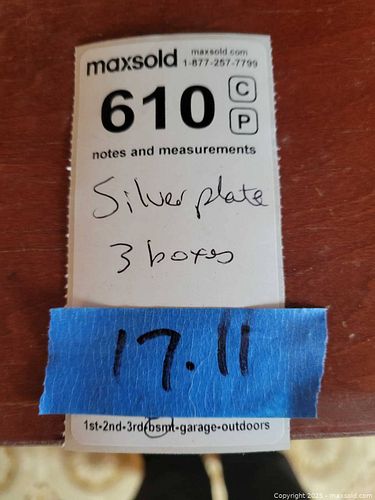 maxsold maxsold.com
1-877-257-7799
610 C
P
notes and measurements
Silver plate
3 boxes
17.11
1st-2nd-3rd-bsmt-garage-outdoors
Copyright 2025 - maxsold.com